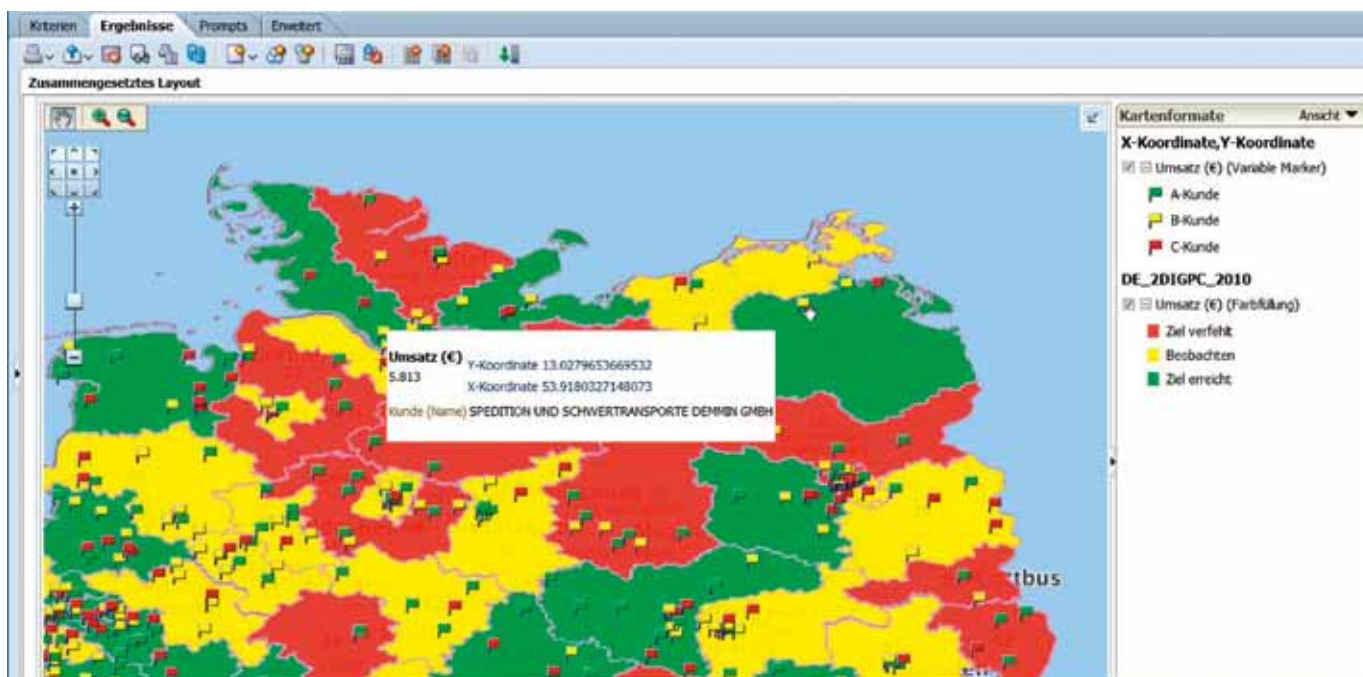 Kriterien Ergebnisse Prompts Erweitert
Zusammengesetztes Layout
Kartenformate Ansicht
X-Koordinate,Y-Koordinate
Umsatz (€) (Variable Marker)
A-Kunde
B-Kunde
C-Kunde
DE_2DIGPC_2010
Umsatz (€) (Farbfüllung)
Ziel verfehlt
Beobachten
Ziel erreicht
Umsatz (€) Y-Koordinate 13.0279653669532
5.813
X-Koordinate 53.9180327148073
Kunde (Name) SPEDITION UND SCHWERTRANSPORTE DEMMIN GMBH
tbus